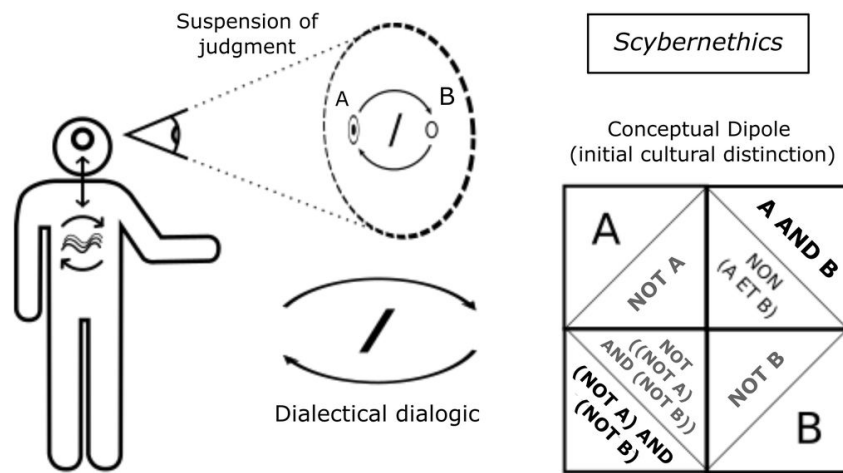 Suspension of
judgment
Scybernethics
A
B
/
Conceptual Dipole
(initial cultural distinction)
A
NOT A
A AND B
NON
(A ET B)
NOT
((NOT A)
AND (NOT B))
(NOT A) AND
(NOT B)
NOT B
B
/
Dialectical dialogic